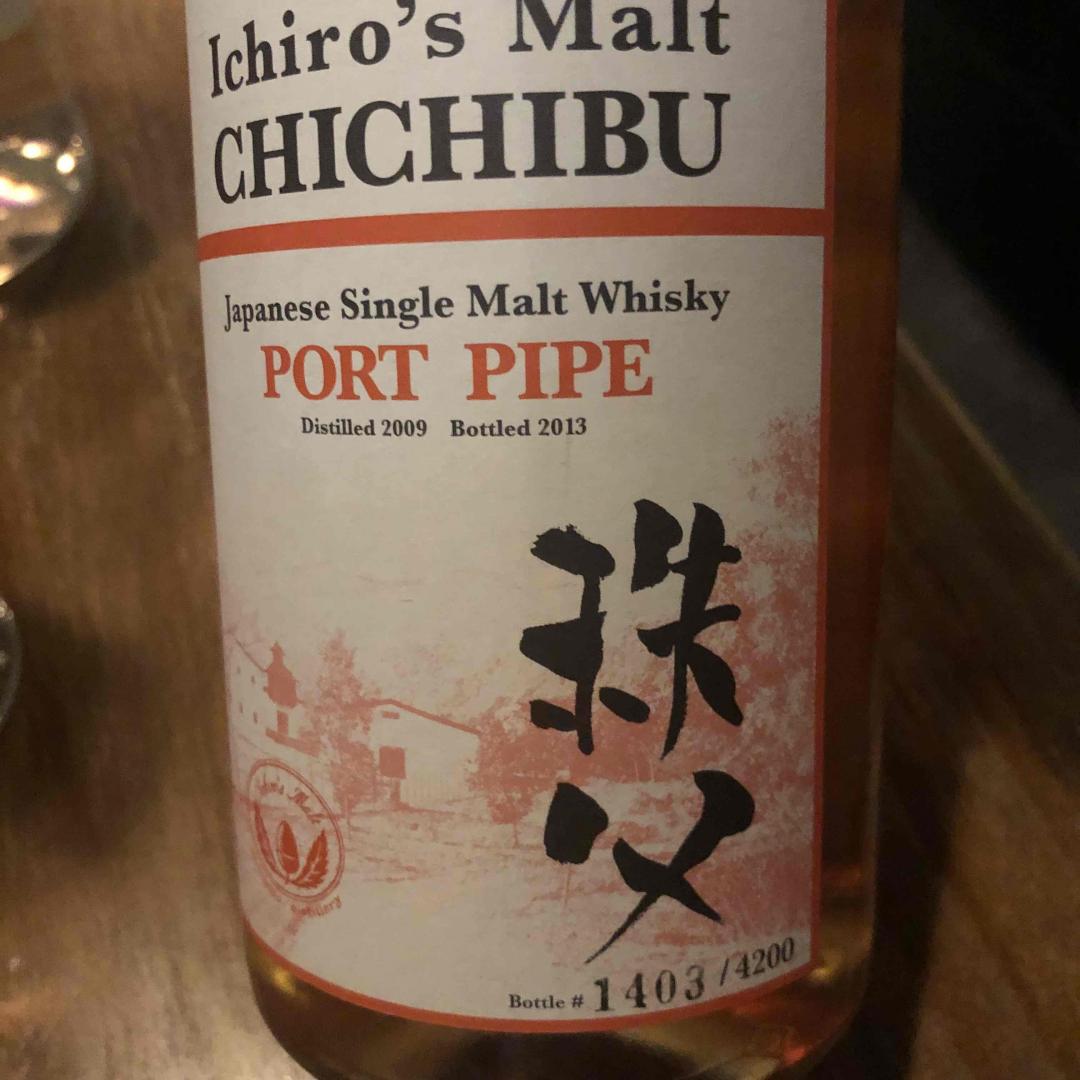 Ichiro's Malt
CHICHIBU
Japanese Single Malt Whisky
PORT PIPE
Distilled 2009 Bottled 2013
秩父
Bottle # 1403 / 4200